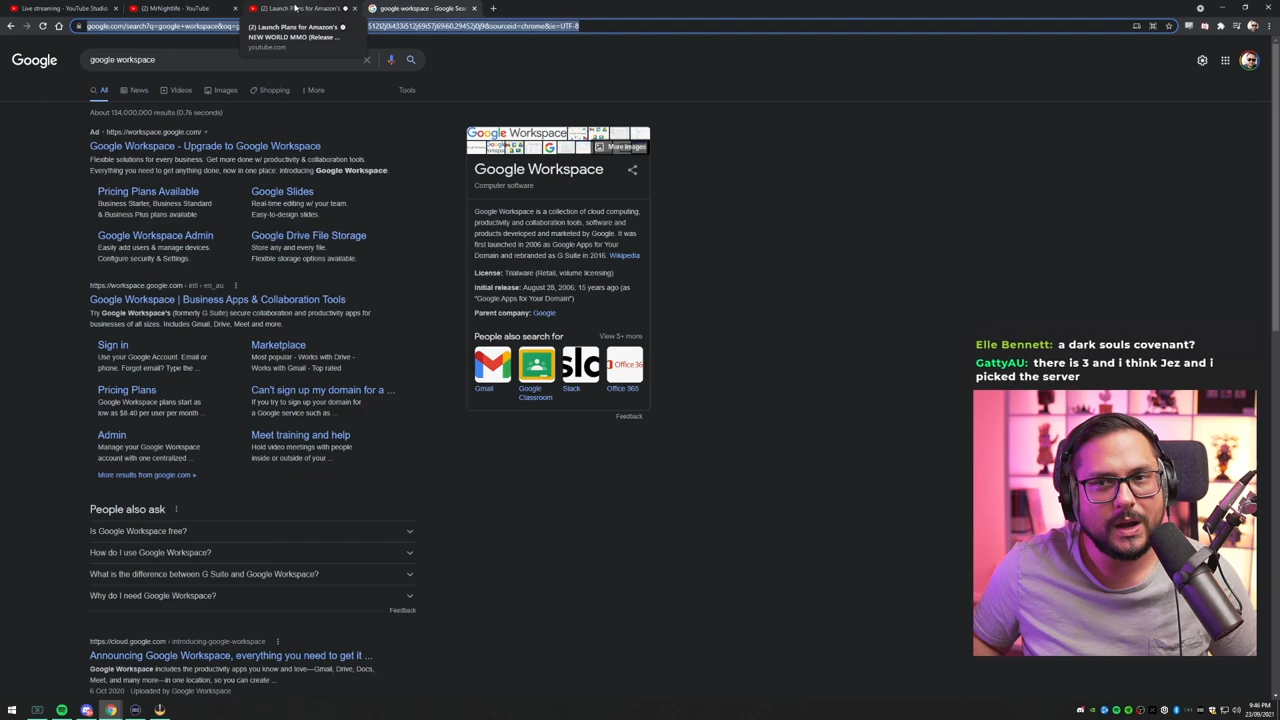 Live streaming - YouTube Studio
(2) MrNightlife - YouTube
(2) Launch Plans for Amazon's
google workspace - Google Sea
(2) Launch Plans for Amazon's
NEW WORLD MMO (Release ...
youtube.com
google.com/search?q=google+workspace&oq=g
512l2j0i433i512j69i57j69i60.29452j0j9&sourceid=chrome&ie=UTF-8
Google
google workspace
All
News
Videos
Images
Shopping
More
Tools
About 134,000,000 results (0.76 seconds)
Ad · https://workspace.google.com/
Google Workspace - Upgrade to Google Workspace
Flexible solutions for every business. Get more done w/ productivity & collaboration tools.
Everything you need to get anything done, now in one place: introducing Google Workspace.
Pricing Plans Available
Business Starter, Business Standard
& Business Plus plans available
Google Slides
Real-time editing w/ your team.
Easy-to-design slides.
Google Workspace Admin
Easily add users & manage devices.
Configure security & Settings.
Google Drive File Storage
Store any and every file.
Flexible storage options available.
https://workspace.google.com › intl › en_au
Google Workspace | Business Apps & Collaboration Tools
Try Google Workspace's (formerly G Suite) secure collaboration and productivity apps for
businesses of all sizes. Includes Gmail, Drive, Meet and more.
Sign in
Use your Google Account. Email or
phone. Forgot email? Type the ...
Marketplace
Most popular - Works with Drive -
Works with Gmail - Top rated
Pricing Plans
Google Workspace plans start as
low as $8.40 per user per month ...
Can't sign up my domain for a ...
If you try to sign up your domain for
a Google service such as ...
Admin
Manage your Google Workspace
account with one centralized ...
Meet training and help
Hold video meetings with people
inside or outside of your ...
More results from google.com »
People also ask
Is Google Workspace free?
How do I use Google Workspace?
What is the difference between G Suite and Google Workspace?
Why do I need Google Workspace?
Feedback
https://cloud.google.com › introducing-google-workspace
Announcing Google Workspace, everything you need to get it ...
Google Workspace includes the productivity apps you know and love—Gmail, Drive, Docs,
Meet, and many more—in one location, so you can create ...
6 Oct 2020 · Uploaded by Google Workspace
Google Workspace
More images
Google Workspace
Computer software
Google Workspace is a collection of cloud computing,
productivity and collaboration tools, software and
products developed and marketed by Google. It was
first launched in 2006 as Google Apps for Your
Domain and rebranded as G Suite in 2016. Wikipedia
License: Trialware (Retail, volume licensing)
Initial release: August 28, 2006; 15 years ago (as
"Google Apps for Your Domain")
Parent company: Google
People also search for
View 5+ more
slc
Office 36
Gmail
Google
Classroom
Slack
Office 365
Feedback
Elle Bennett: a dark souls covenant?
GattyAU: there is 3 and i think Jez and i
picked the server
9:46 PM
23/09/2021